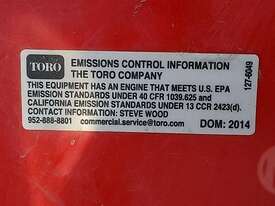 TORO
EMISSIONS CONTROL INFORMATION
THE TORO COMPANY
THIS EQUIPMENT HAS AN ENGINE THAT MEETS U.S. EPA
EMISSION STANDARDS UNDER 40 CFR 1039.625 and
CALIFORNIA EMISSION STANDARDS UNDER 13 CCR 2423(d).
CONTACT INFORMATION: STEVE WOOD
952-888-8801 commercial.service@toro.com DOM: 2014
127-6049